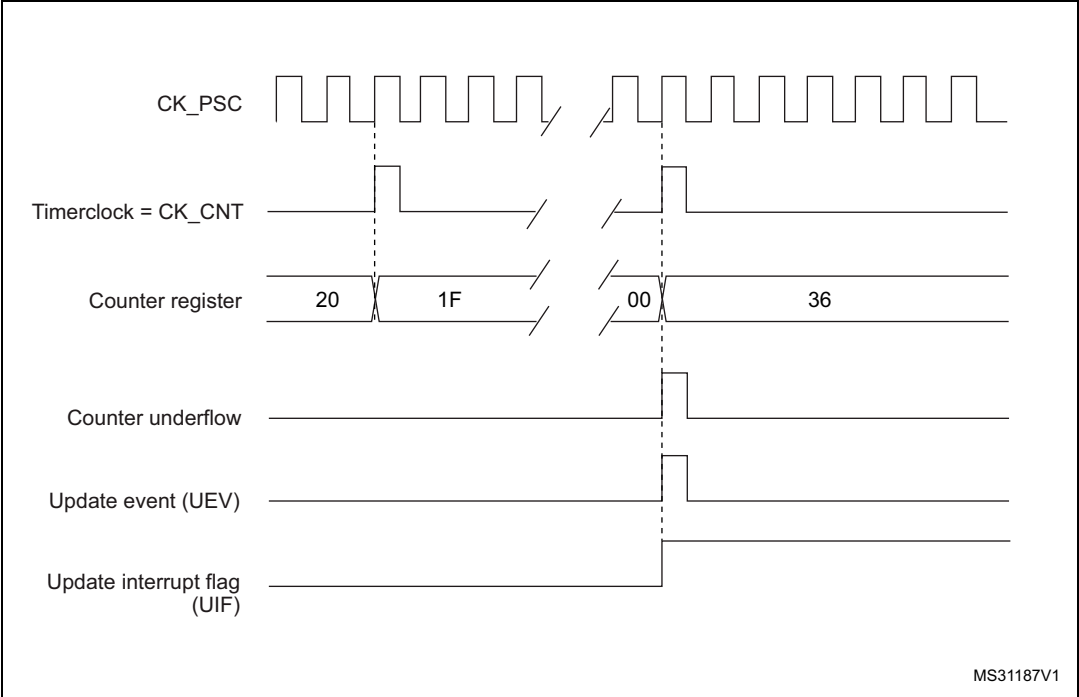 CK_PSC
Timerclock = CK_CNT
Counter register
20
1F
00
36
Counter underflow
Update event (UEV)
Update interrupt flag
(UIF)
MS31187V1